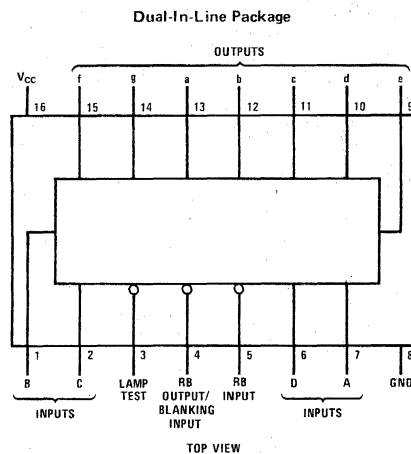 Dual-In-Line Package
OUTPUTS
VCC f g a b c d e
16 15 14 13 12 11 10 9
1 2 3 4 5 6 7 8
B C LAMP TEST RB OUTPUT/ BLANKING INPUT RB INPUT D A GND
INPUTS INPUTS
TOP VIEW